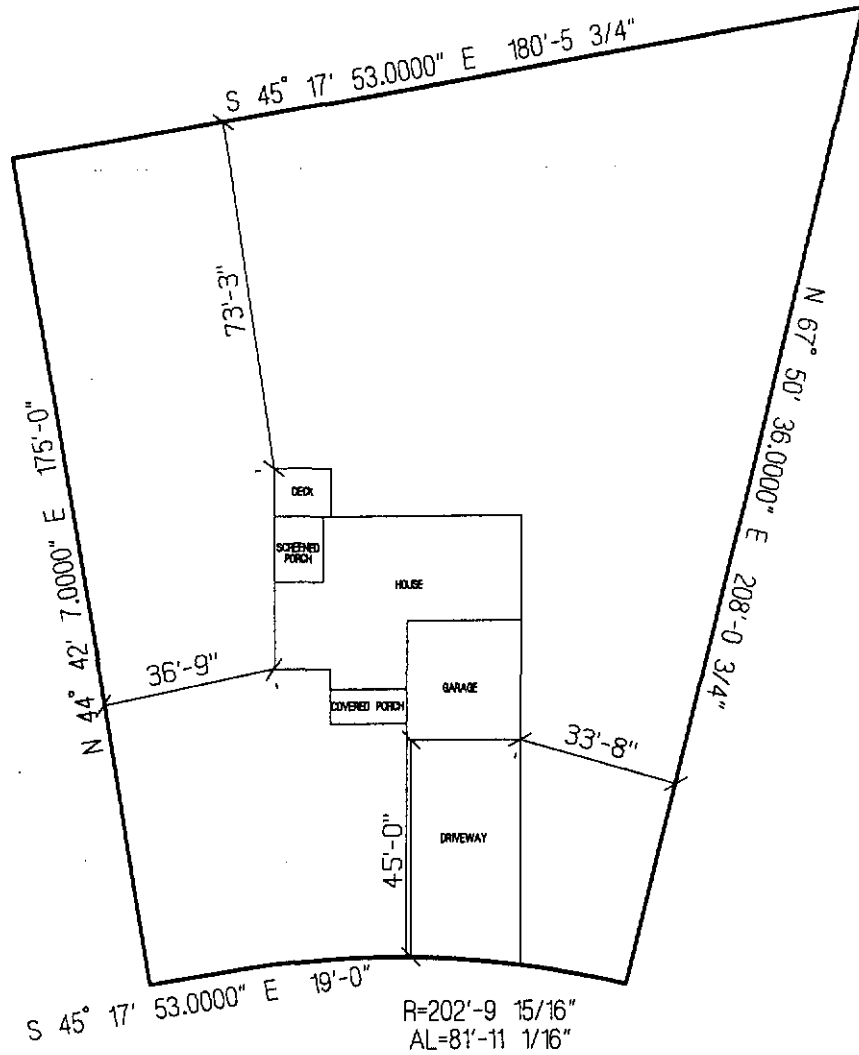 S 45° 17' 53.0000" E 180'-5 3/4"
73'-3"
N 67° 50' 36.0000" E 208'-0 3/4"
N 44° 42' 7.0000" E 175'-0"
DECK
SCREENED
PORCH
HOUSE
36'-9"
GARAGE
COVERED PORCH
33'-8"
45'-0"
DRIVEWAY
S 45° 17' 53.0000" E 19'-0"
R=202'-9 15/16"
AL=81'-11 1/16"